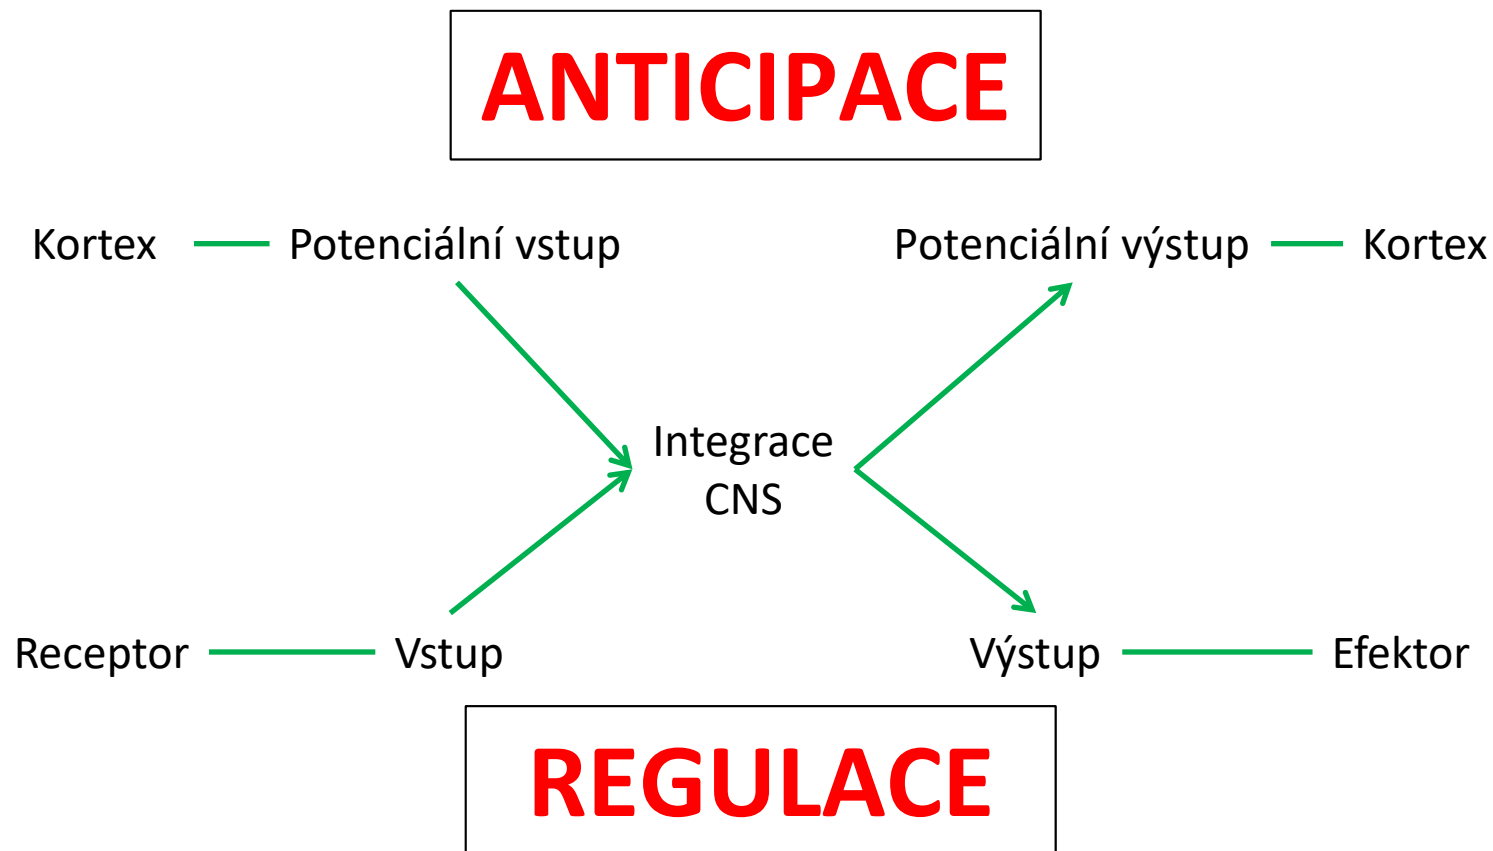 ANTICIPACE
Kortex Potenciální vstup Potenciální výstup Kortex
Integrace
CNS
Receptor Vstup Výstup Efektor
REGULACE